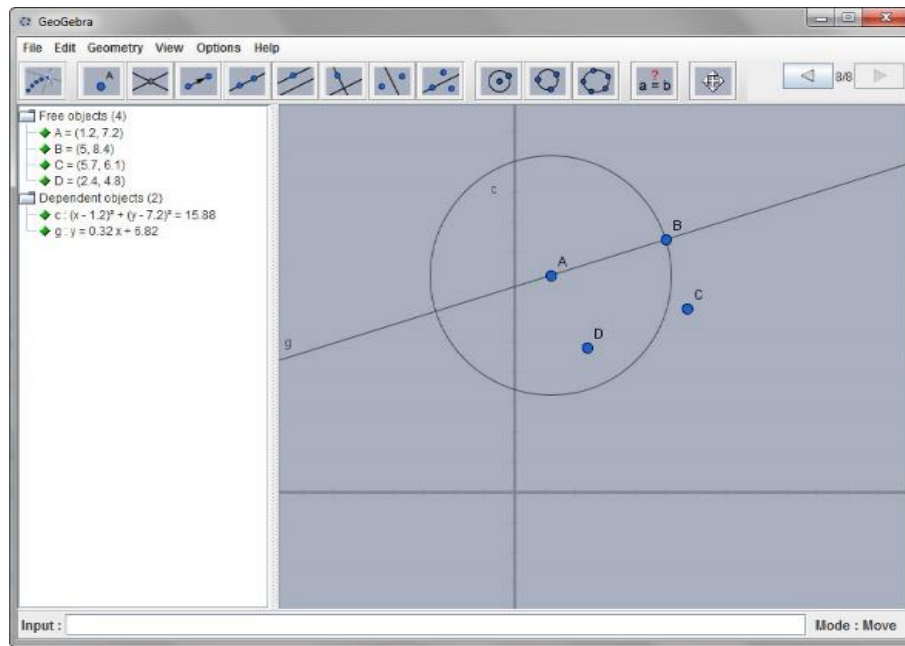 GeoGebra
File Edit Geometry View Options Help
A
? a = b
8/8
Free objects (4)
A = (1.2, 7.2)
B = (5, 8.4)
C = (5.7, 6.1)
D = (2.4, 4.8)
Dependent objects (2)
c : (x - 1.2)² + (y - 7.2)² = 15.88
g : y = 0.32 x + 6.82
c
B
A
C
D
g
Input :
Mode : Move